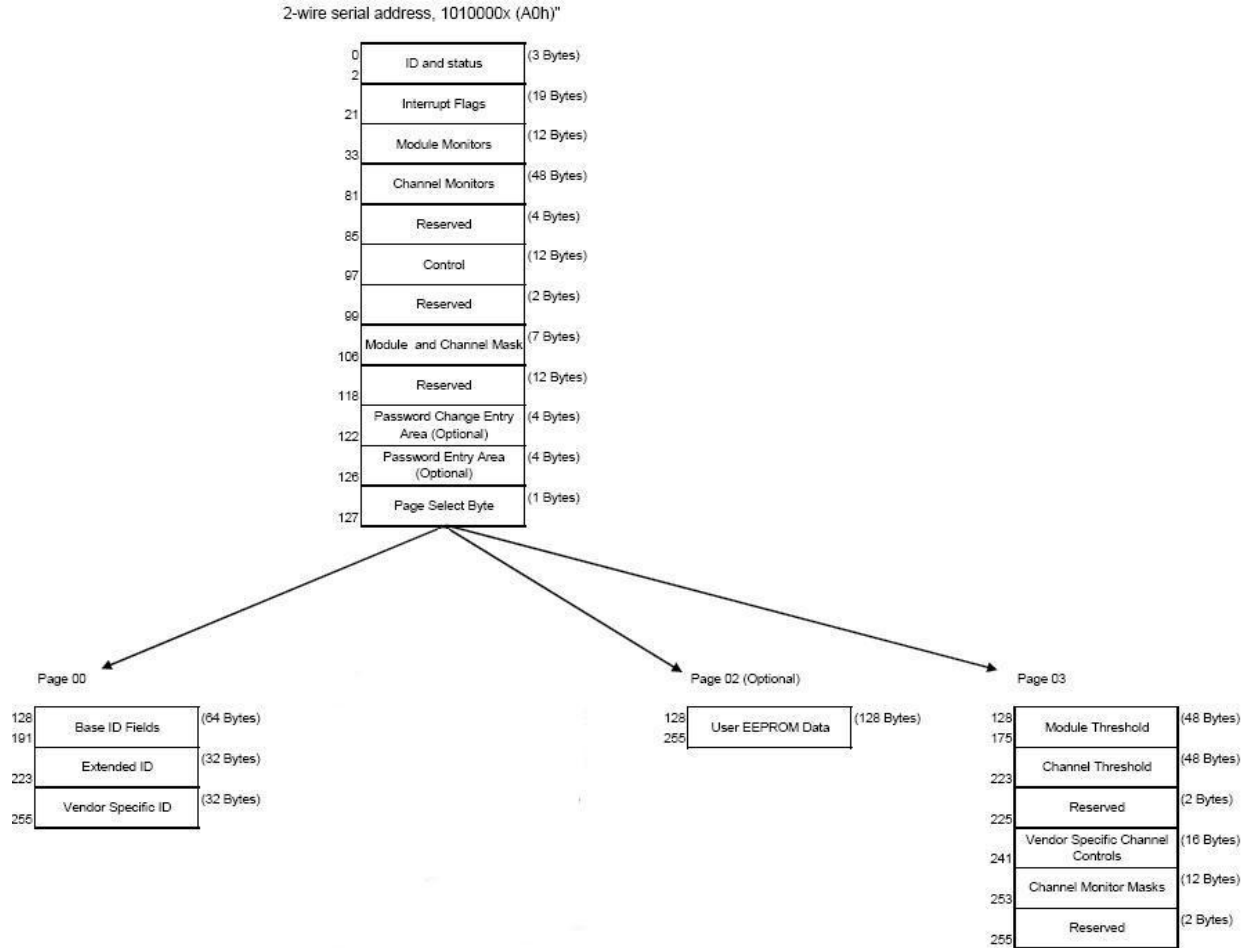 2-wire serial address, 1010000x (A0h)"
0
2
ID and status
(3 Bytes)
21
Interrupt Flags
(19 Bytes)
33
Module Monitors
(12 Bytes)
81
Channel Monitors
(48 Bytes)
85
Reserved
(4 Bytes)
97
Control
(12 Bytes)
99
Reserved
(2 Bytes)
106
Module and Channel Mask
(7 Bytes)
118
Reserved
(12 Bytes)
122
Password Change Entry
Area (Optional)
(4 Bytes)
126
Password Entry Area
(Optional)
(4 Bytes)
127
Page Select Byte
(1 Bytes)
Page 00
128
191
Base ID Fields
(64 Bytes)
223
Extended ID
(32 Bytes)
255
Vendor Specific ID
(32 Bytes)
Page 02 (Optional)
128
255
User EEPROM Data
(128 Bytes)
Page 03
128
175
Module Threshold
(48 Bytes)
223
Channel Threshold
(48 Bytes)
225
Reserved
(2 Bytes)
241
Vendor Specific Channel
Controls
(16 Bytes)
253
Channel Monitor Masks
(12 Bytes)
255
Reserved
(2 Bytes)